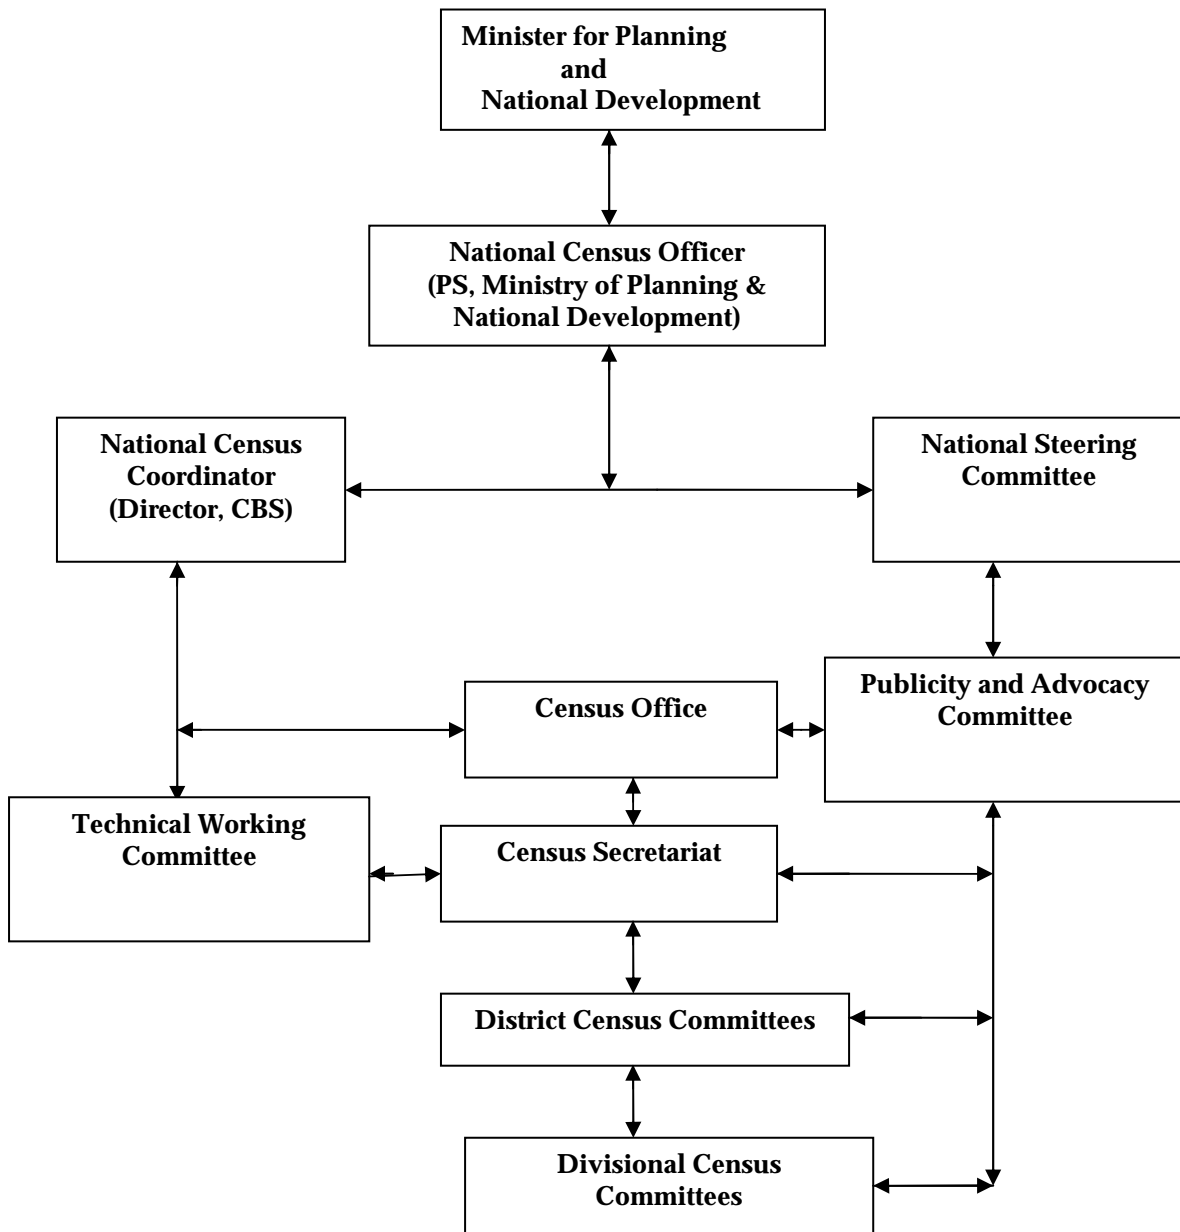 Minister for Planning
and
National Development
National Census Officer
(PS, Ministry of Planning &
National Development)
National Census
Coordinator
(Director, CBS)
National Steering
Committee
Census Office
Publicity and Advocacy
Committee
Technical Working
Committee
Census Secretariat
District Census Committees
Divisional Census
Committees